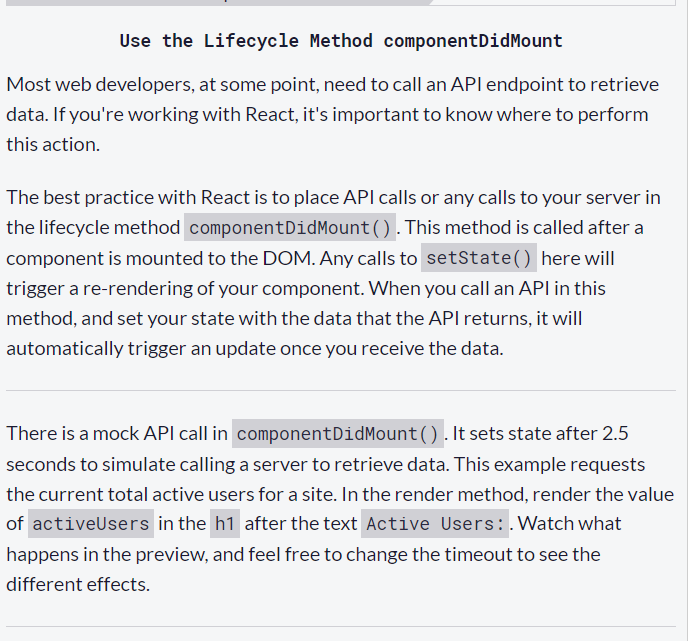 Use the Lifecycle Method componentDidMount
Most web developers, at some point, need to call an API endpoint to retrieve
data. If you're working with React, it's important to know where to perform
this action.
The best practice with React is to place API calls or any calls to your server in
the lifecycle method componentDidMount(). This method is called after a
component is mounted to the DOM. Any calls to setState() here will
trigger a re-rendering of your component. When you call an API in this
method, and set your state with the data that the API returns, it will
automatically trigger an update once you receive the data.
There is a mock API call in componentDidMount(). It sets state after 2.5
seconds to simulate calling a server to retrieve data. This example requests
the current total active users for a site. In the render method, render the value
of activeUsers in the h1 after the text Active Users:. Watch what
happens in the preview, and feel free to change the timeout to see the
different effects.